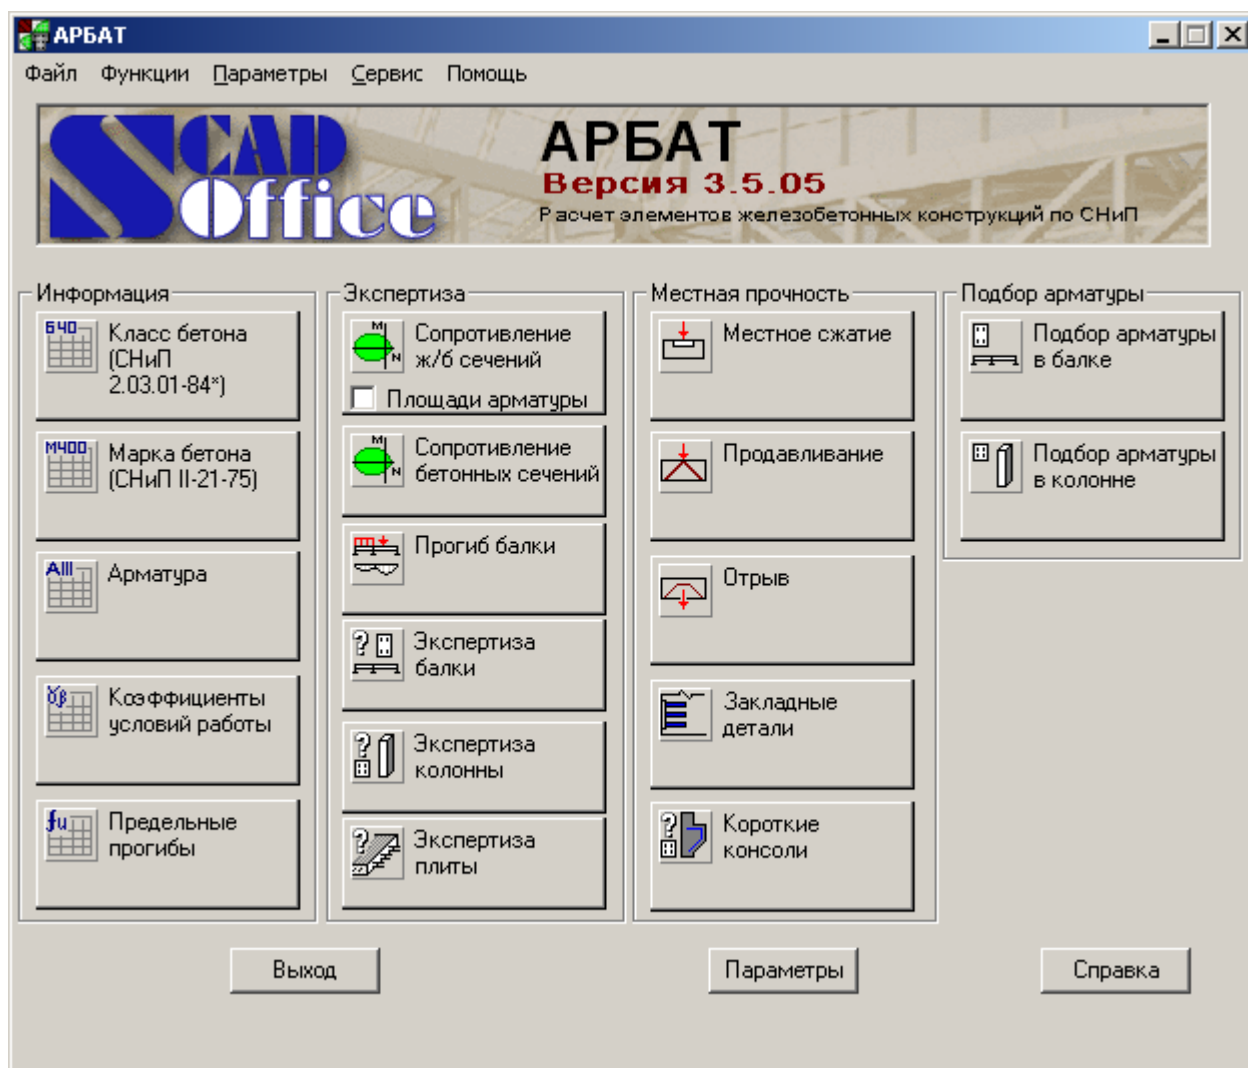 АРБАТ
Файл Функции Параметры Сервис Помощь
SCAD
Office
АРБАТ
Версия 3.5.05
Расчет элементов железобетонных конструкций по СНиП
Информация
Б40
Класс бетона
(СНиП
2.03.01-84*)
М400
Марка бетона
(СНиП II-21-75)
AIII
Арматура
γβ
Коэффициенты
условий работы
fu
Предельные
прогибы
Экспертиза
M
N
Сопротивление
ж/б сечений
Площади арматуры
M
N
Сопротивление
бетонных сечений
Прогиб балки
?
Экспертиза
балки
?
Экспертиза
колонны
?
Экспертиза
плиты
Местная прочность
Местное сжатие
Продавливание
Отрыв
Закладные
детали
?
Короткие
консоли
Подбор арматуры
Подбор арматуры
в балке
Подбор арматуры
в колонне
Выход
Параметры
Справка